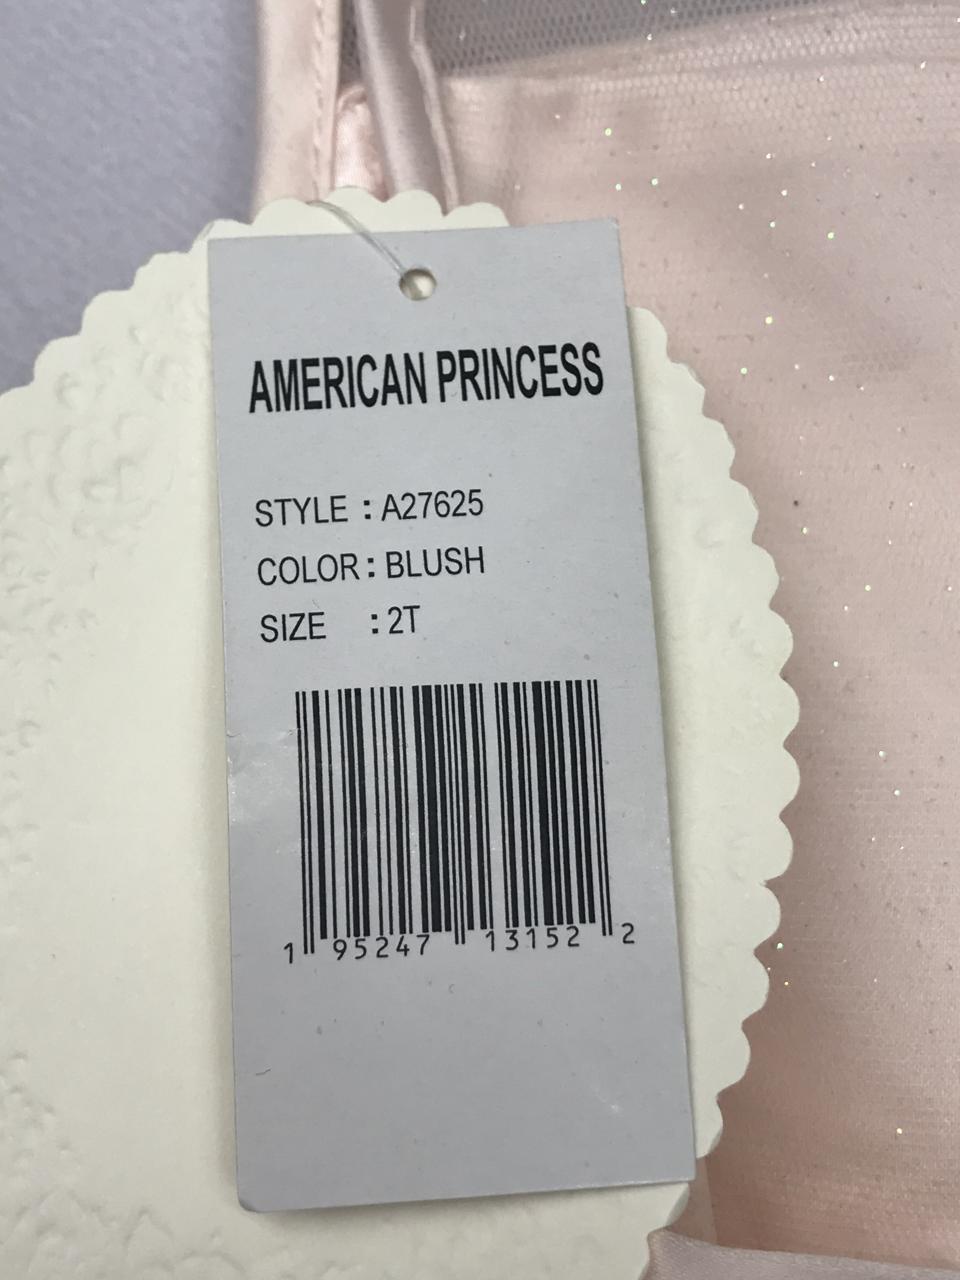 AMERICAN PRINCESS
STYLE : A27625
COLOR : BLUSH
SIZE : 2T
1 95247 13152 2